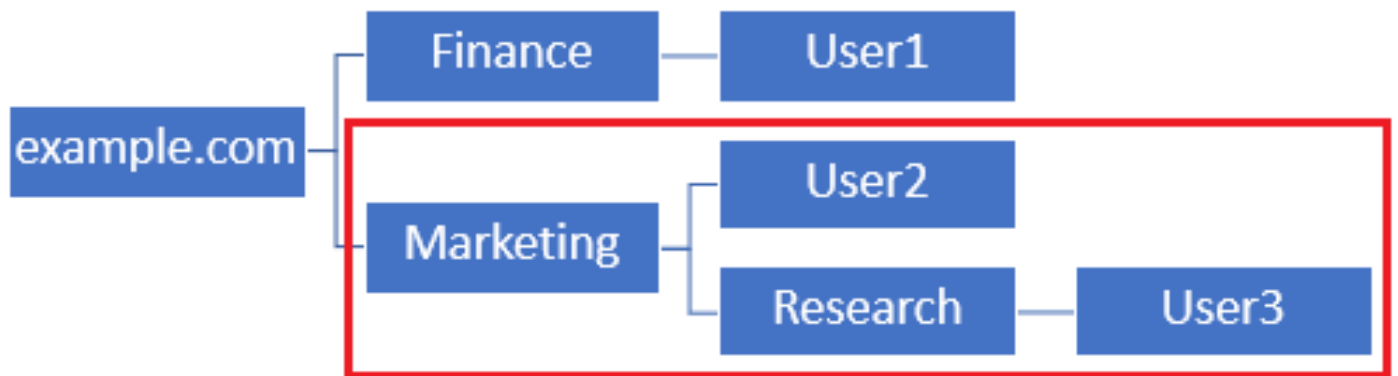 Finance
User1
example.com
User2
Marketing
Research
User3